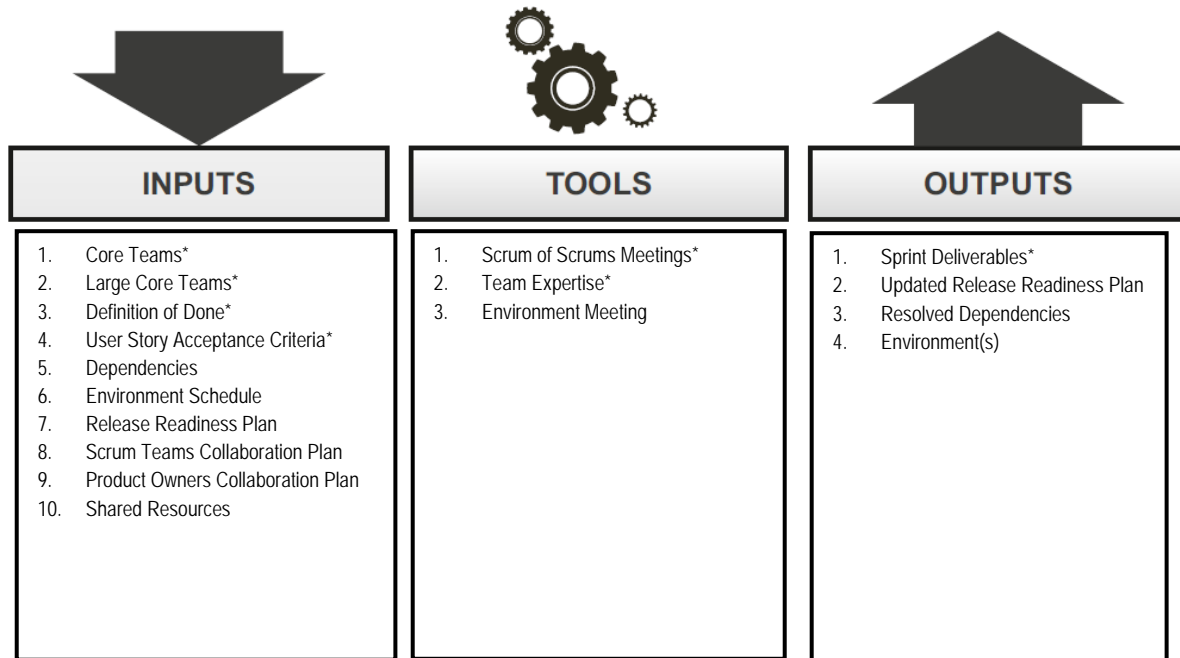 INPUTS
1. Core Teams*
2. Large Core Teams*
3. Definition of Done*
4. User Story Acceptance Criteria*
5. Dependencies
6. Environment Schedule
7. Release Readiness Plan
8. Scrum Teams Collaboration Plan
9. Product Owners Collaboration Plan
10. Shared Resources
TOOLS
1. Scrum of Scrums Meetings*
2. Team Expertise*
3. Environment Meeting
OUTPUTS
1. Sprint Deliverables*
2. Updated Release Readiness Plan
3. Resolved Dependencies
4. Environment(s)